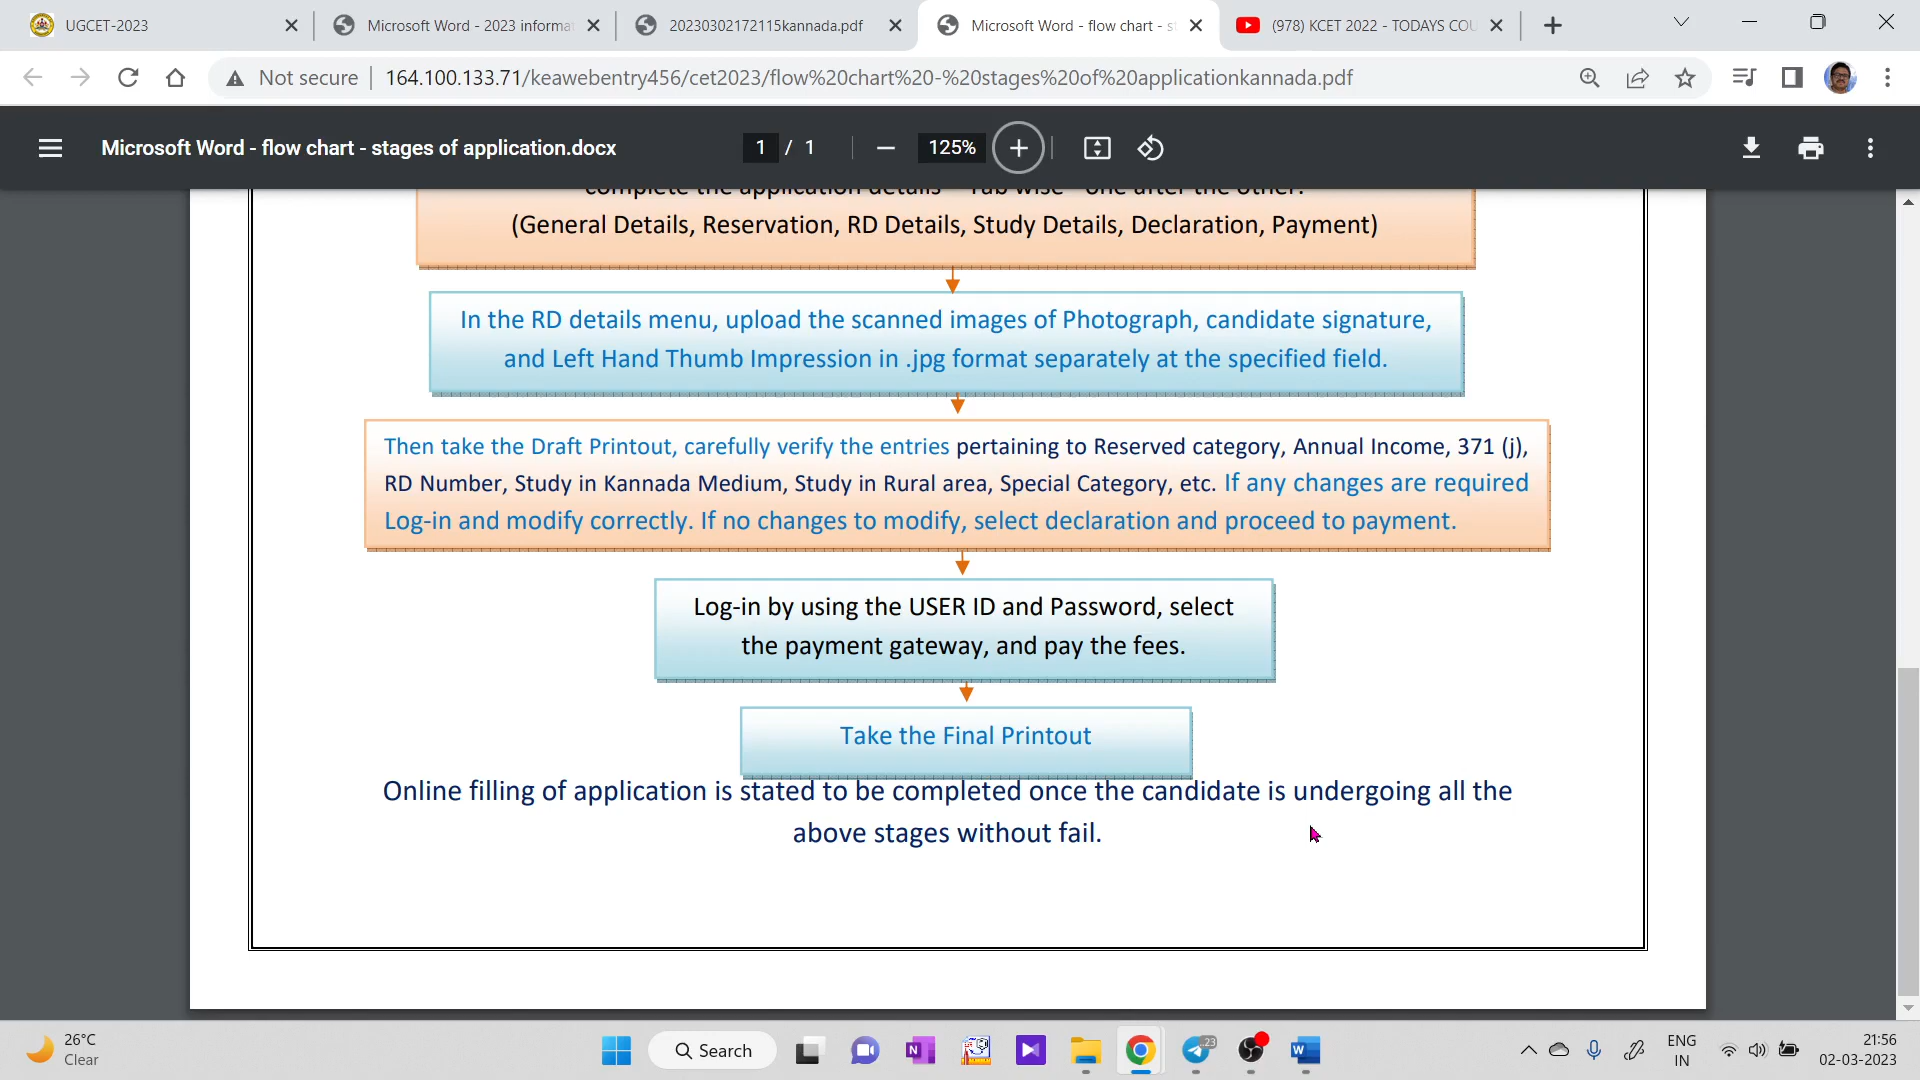 UGCET-2023
Microsoft Word - 2023 informa
20230302172115kannada.pdf
Microsoft Word - flow chart - st
(978) KCET 2022 - TODAYS COU
Not secure
164.100.133.71/keawebentry456/cet2023/flow%20chart%20-%20stages%20of%20applicationkannada.pdf
Microsoft Word - flow chart - stages of application.docx
1 / 1
125%
(General Details, Reservation, RD Details, Study Details, Declaration, Payment)
In the RD details menu, upload the scanned images of Photograph, candidate signature,
and Left Hand Thumb Impression in .jpg format separately at the specified field.
Then take the Draft Printout, carefully verify the entries pertaining to Reserved category, Annual Income, 371 (j),
RD Number, Study in Kannada Medium, Study in Rural area, Special Category, etc. If any changes are required
Log-in and modify correctly. If no changes to modify, select declaration and proceed to payment.
Log-in by using the USER ID and Password, select
the payment gateway, and pay the fees.
Take the Final Printout
Online filling of application is stated to be completed once the candidate is undergoing all the
above stages without fail.
26°C
Clear
Search
23
ENG
IN
21:56
02-03-2023